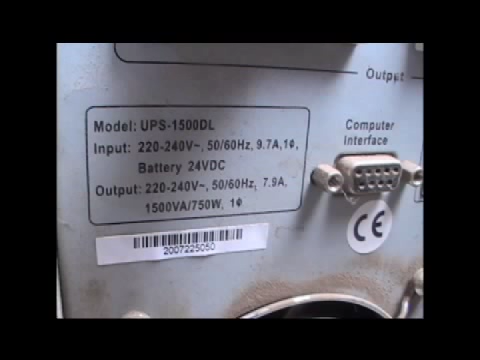 Output
Model: UPS-1500DL
Input: 220-240V~, 50/60Hz, 9.7A,1Φ,
Battery 24VDC
Output: 220-240V~, 50/60Hz, 7.9A,
1500VA/750W, 1Φ
Computer
Interface
CE
2007225050